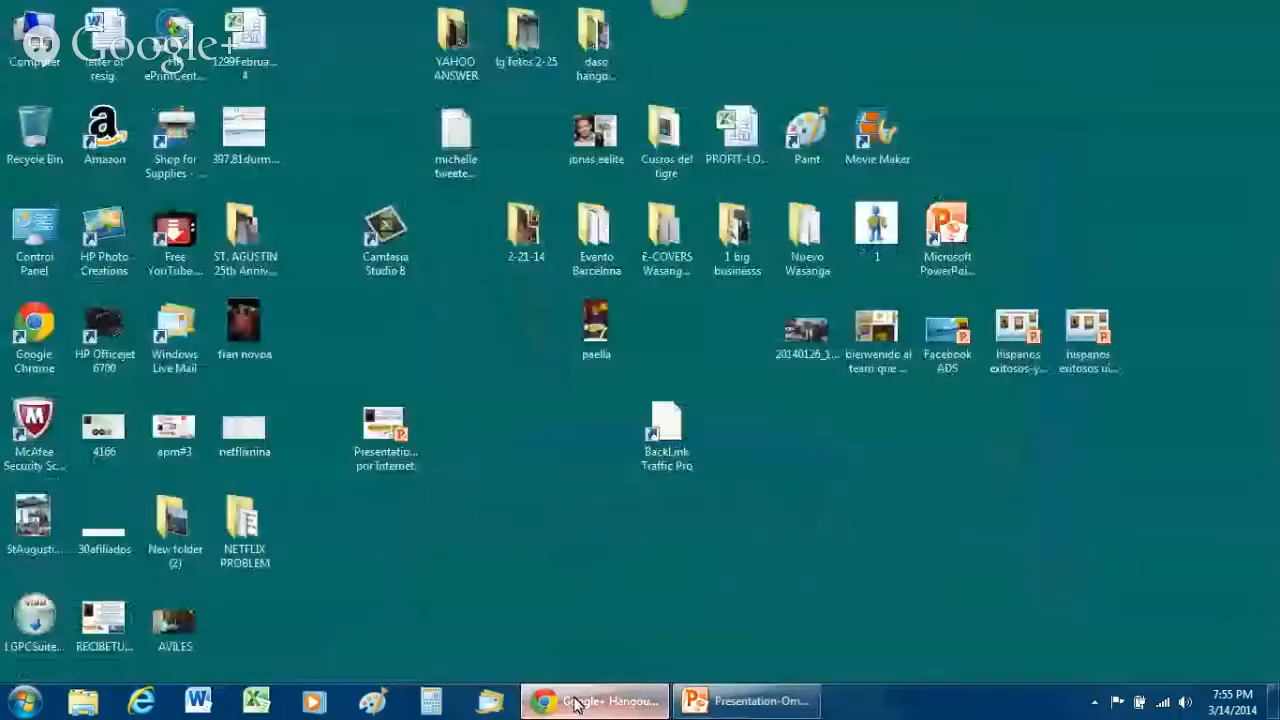 Google+
Computer
letter of
resig.
HP
ePrintCent...
1299Februa...
4
YAHOO
ANSWER
tg fotos 2-25
daso
hango...
Recycle Bin
Amazon
Shop for
Supplies - ...
397.81durm...
michelle
tweete...
jonas eelite
Cusros del
tigre
PROFIT-LO...
Paint
Movie Maker
Control
Panel
HP Photo
Creations
Free
YouTube...
ST. AGUSTIN
25th Anniv...
Camtasia
Studio 8
2-21-14
Evento
Barcelona
E-COVERS
Wasang...
1 big
businesss
Nuevo
Wasanga
1
Microsoft
PowerPoi...
Google
Chrome
HP Officejet
6700
Windows
Live Mail
fran novoa
paella
20140126_1...
bienvenido al
team que ...
Facebook
ADS
hispanos
exitosos-y...
hispanos
exitosos ui...
McAfee
Security Sc...
4166
apm#3
netflixnina
Presentatio...
por Internet
BackLink
Traffic Pro
StAugusti...
30afiliados
New folder
(2)
NETFLIX
PROBLEM
LGPCSuite...
RECIBETU...
AVILES
Google+ Hangou...
Presentation-Om...
7:55 PM
3/14/2014